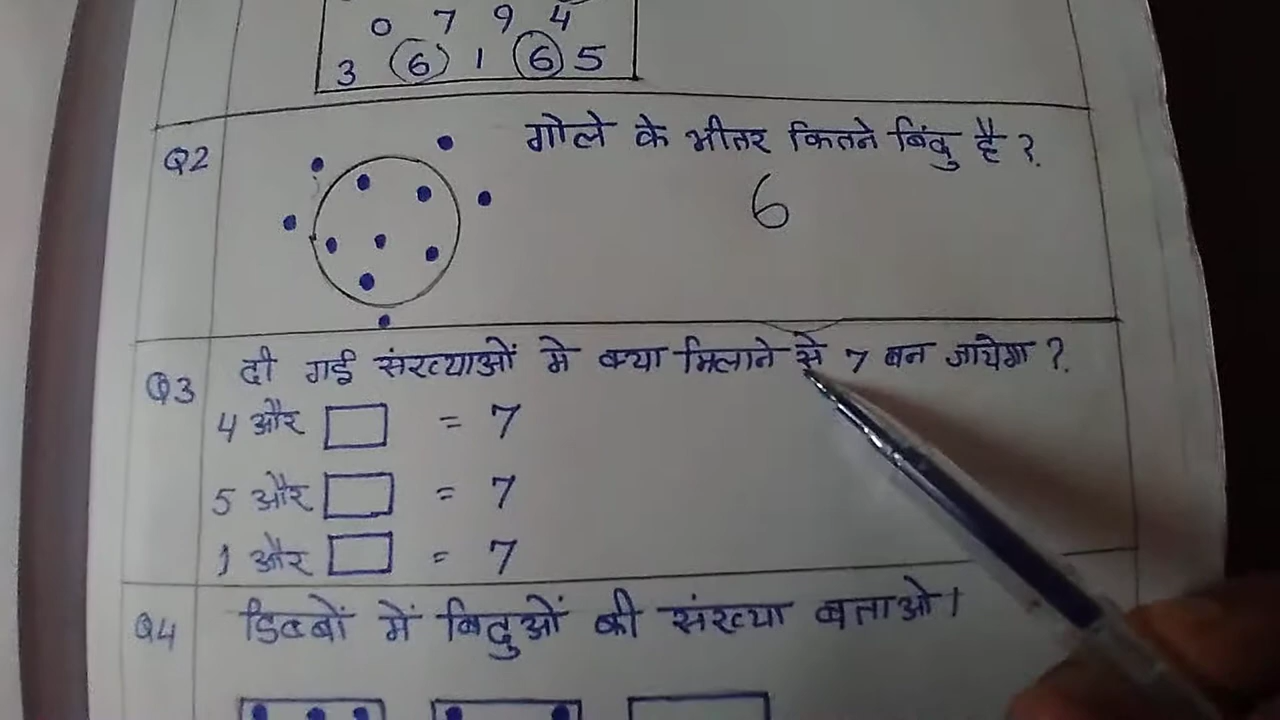 0 7 9 4
3 6 1 6 5
Q2 गोले के भीतर कितने बिंदु है ?
6
Q3 दी गई संख्याओं मे क्या मिलाने से 7 बन जायेगा ?
4 और = 7
5 और = 7
1 और = 7
Q4 डिब्बों में बिंदुओं की संख्या बताओ।